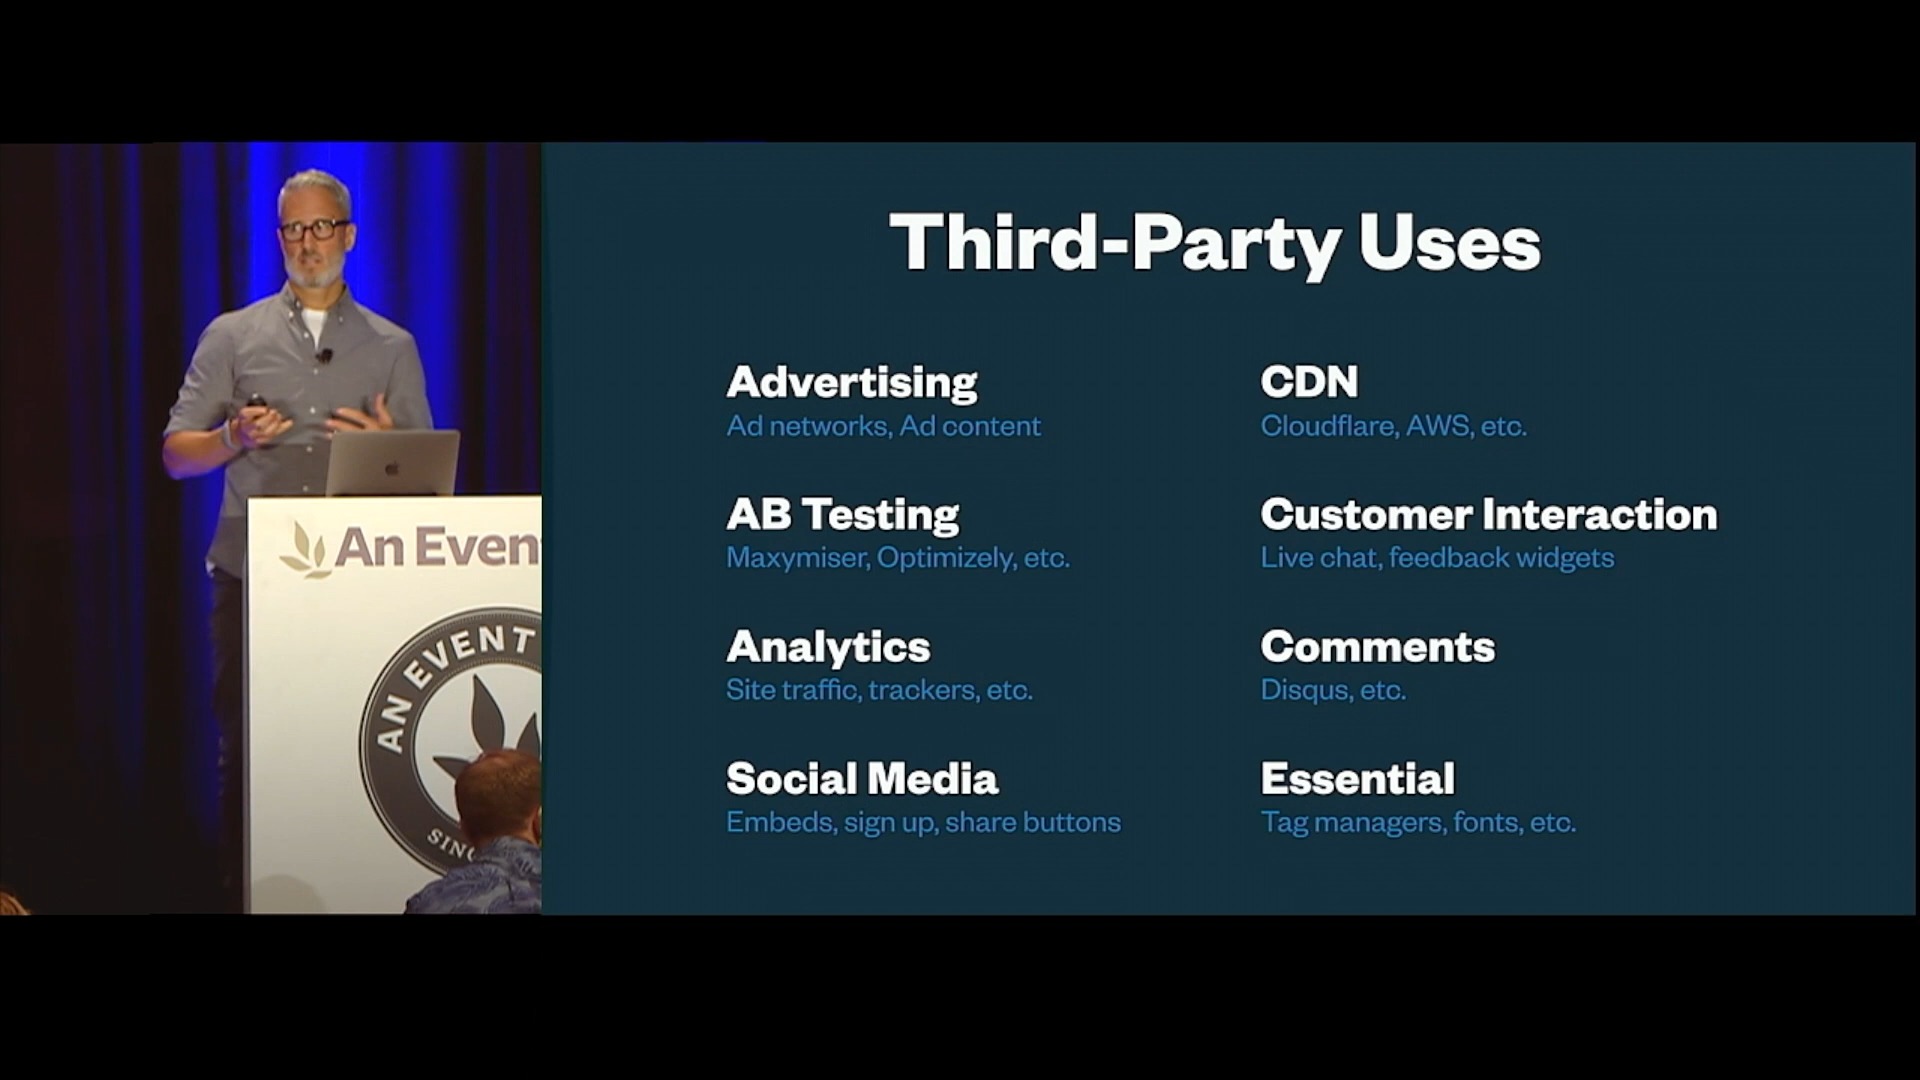 Third-Party Uses
Advertising
Ad networks, Ad content
AB Testing
Maxymiser, Optimizely, etc.
Analytics
Site traffic, trackers, etc.
Social Media
Embeds, sign up, share buttons
CDN
Cloudflare, AWS, etc.
Customer Interaction
Live chat, feedback widgets
Comments
Disqus, etc.
Essential
Tag managers, fonts, etc.
An Even
AN EVENT